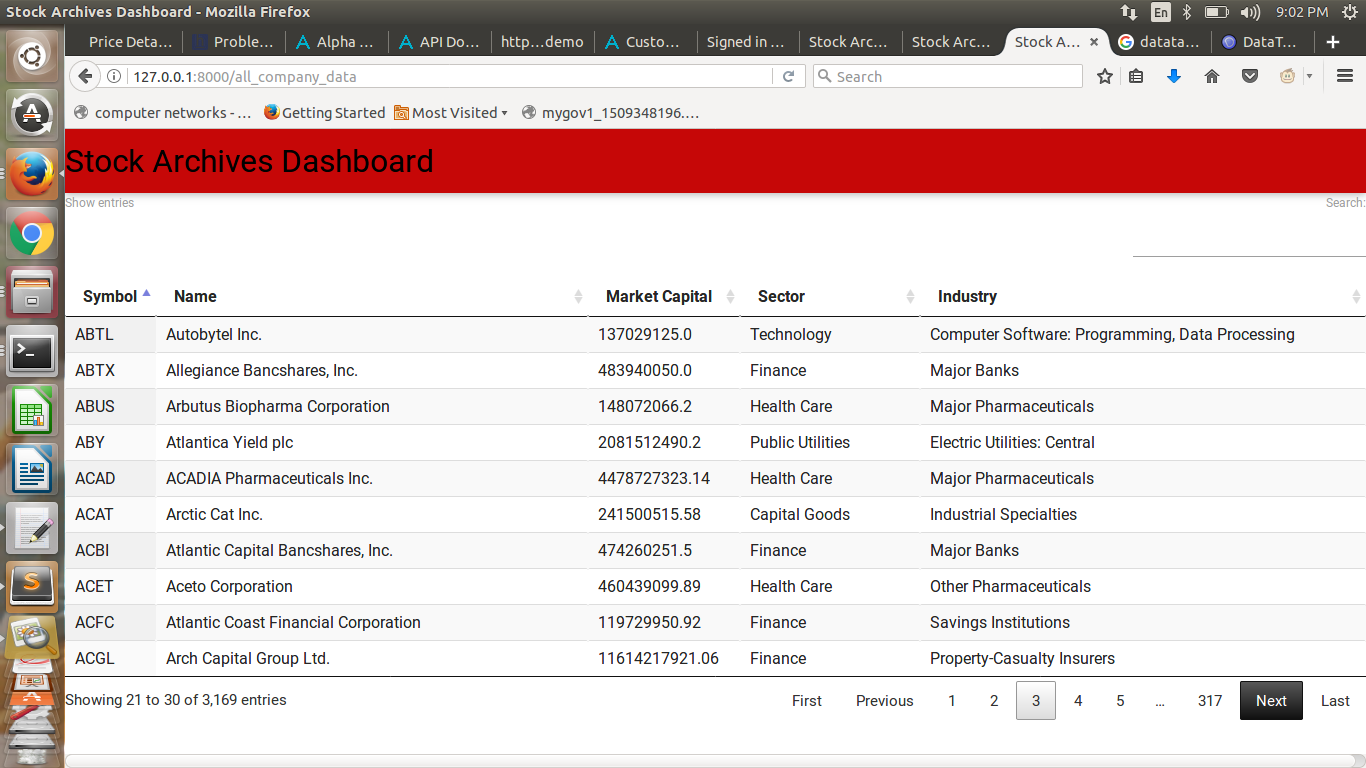 Stock Archives Dashboard - Mozilla Firefox En 9:02 PM
Price Deta... Proble... Alpha ... API Do... http...demo Custo... Signed in ... Stock Arc... Stock Arc... Stock A... datata... DataT...
127.0.0.1:8000/all_company_data Search
computer networks - ... Getting Started Most Visited mygov1_1509348196....
Stock Archives Dashboard
Show entries Search:
Symbol Name Market Capital Sector Industry
ABTL Autobytel Inc. 137029125.0 Technology Computer Software: Programming, Data Processing
ABTX Allegiance Bancshares, Inc. 483940050.0 Finance Major Banks
ABUS Arbutus Biopharma Corporation 148072066.2 Health Care Major Pharmaceuticals
ABY Atlantica Yield plc 2081512490.2 Public Utilities Electric Utilities: Central
ACAD ACADIA Pharmaceuticals Inc. 4478727323.14 Health Care Major Pharmaceuticals
ACAT Arctic Cat Inc. 241500515.58 Capital Goods Industrial Specialties
ACBI Atlantic Capital Bancshares, Inc. 474260251.5 Finance Major Banks
ACET Aceto Corporation 460439099.89 Health Care Other Pharmaceuticals
ACFC Atlantic Coast Financial Corporation 119729950.92 Finance Savings Institutions
ACGL Arch Capital Group Ltd. 11614217921.06 Finance Property-Casualty Insurers
Showing 21 to 30 of 3,169 entries First Previous 1 2 3 4 5 ... 317 Next Last